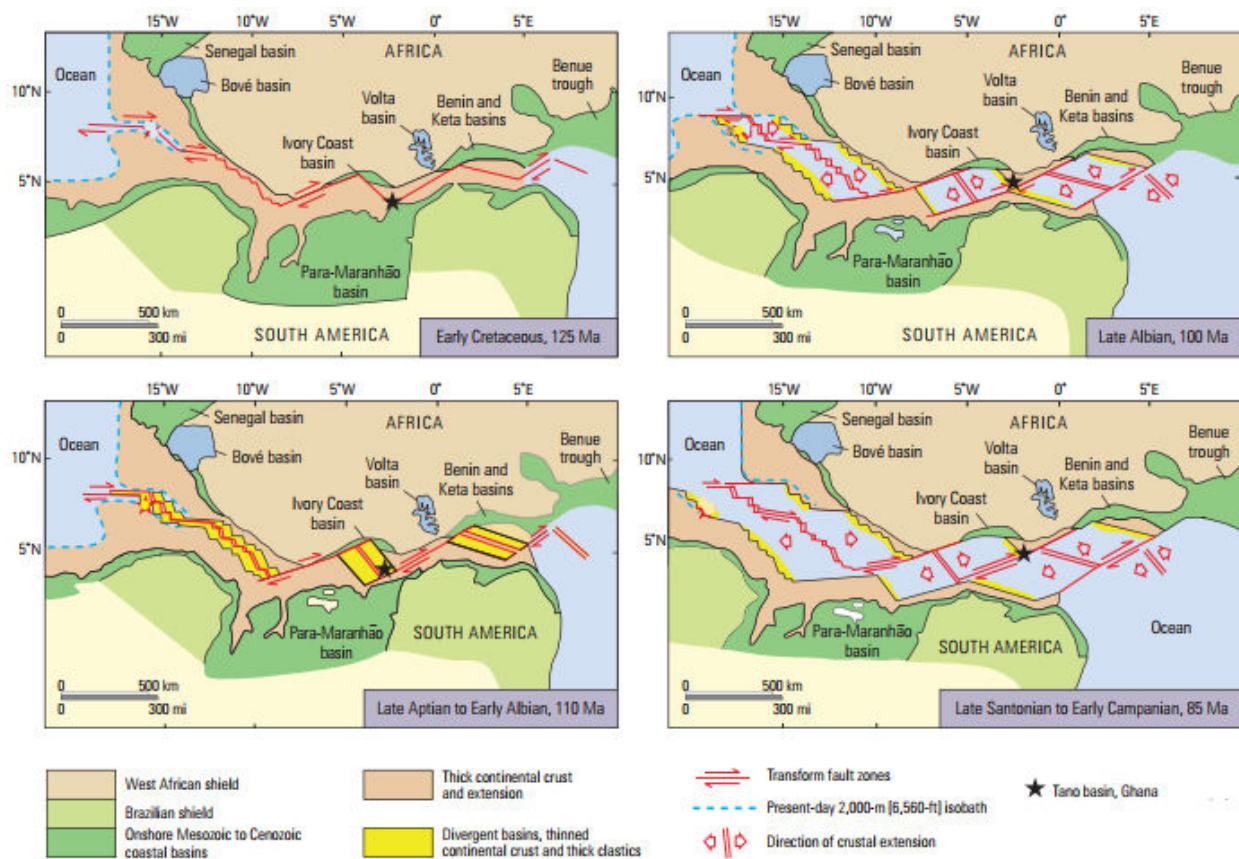 15°W 10°W 5°W 0° 5°E
Senegal basin
AFRICA
Ocean
Bové basin
Benue
trough
10°N
Volta
basin
Benin and
Keta basins
Ivory Coast
basin
5°N
Para-Maranhão
basin
0 500 km
0 300 mi
SOUTH AMERICA
Early Cretaceous, 125 Ma
15°W 10°W 5°W 0° 5°E
Senegal basin
AFRICA
Ocean
Bové basin
Benue
trough
10°N
Volta
basin
Benin and
Keta basins
Ivory Coast
basin
5°N
Para-Maranhão
basin
0 500 km
0 300 mi
SOUTH AMERICA
Late Albian, 100 Ma
15°W 10°W 5°W 0° 5°E
Senegal basin
AFRICA
Ocean
Bové basin
Benue
trough
10°N
Volta
basin
Benin and
Keta basins
Ivory Coast
basin
5°N
Para-Maranhão
basin
SOUTH AMERICA
0 500 km
0 300 mi
Late Aptian to Early Albian, 110 Ma
15°W 10°W 5°W 0° 5°E
Senegal basin
AFRICA
Ocean
Bové basin
Benue
trough
10°N
Volta
basin
Benin and
Keta basins
Ivory Coast
basin
5°N
Para-Maranhão
basin
SOUTH AMERICA
Ocean
0 500 km
0 300 mi
Late Santonian to Early Campanian, 85 Ma
West African shield
Brazilian shield
Onshore Mesozoic to Cenozoic
coastal basins
Thick continental crust
and extension
Divergent basins, thinned
continental crust and thick clastics
Transform fault zones
Present-day 2,000-m [6,560-ft] isobath
Direction of crustal extension
Tano basin, Ghana